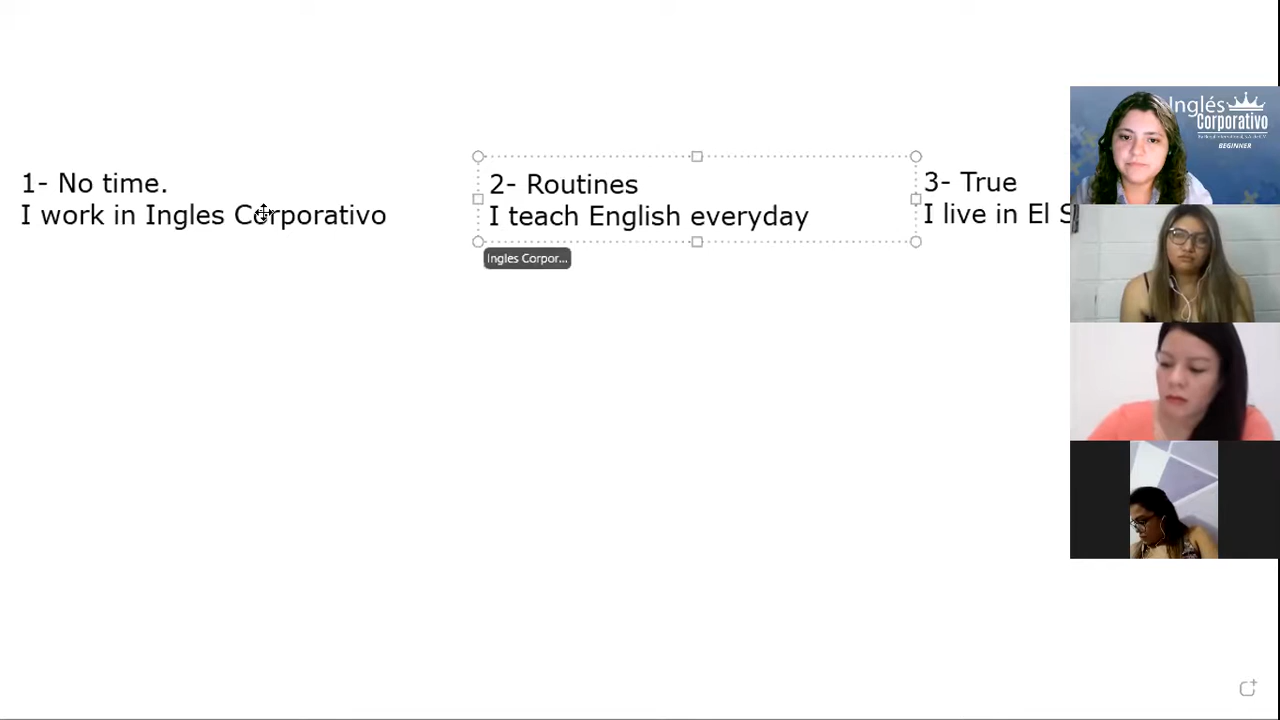 1- No time.
I work in Ingles Corporativo
2- Routines
I teach English everyday
Ingles Corpor...
3- True
I live in El S
Inglés
Corporativo
BEGINNER